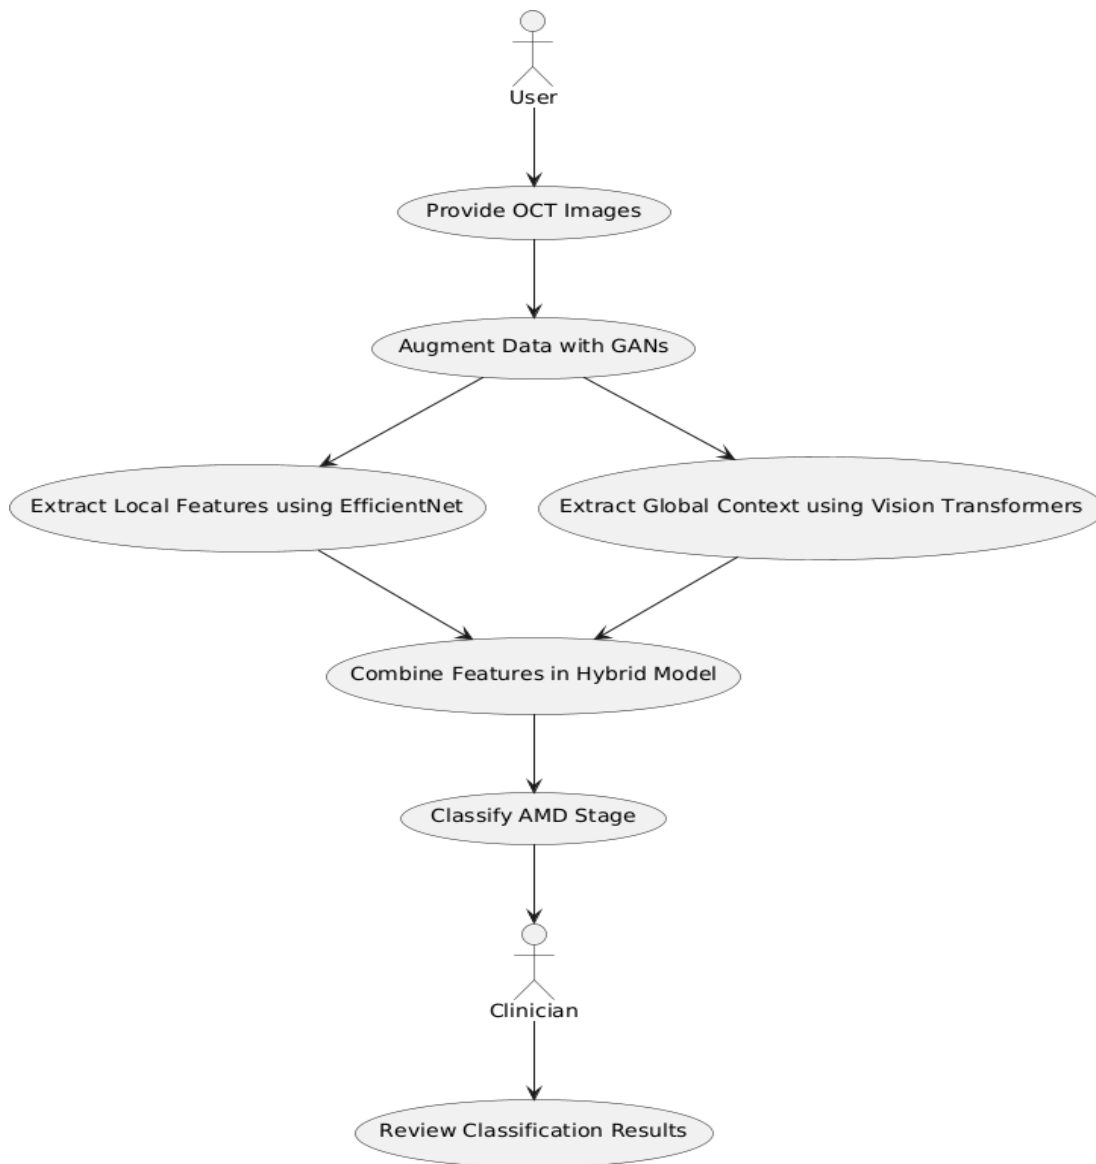 User
Provide OCT Images
Augment Data with GANs
Extract Local Features using EfficientNet
Extract Global Context using Vision Transformers
Combine Features in Hybrid Model
Classify AMD Stage
Clinician
Review Classification Results